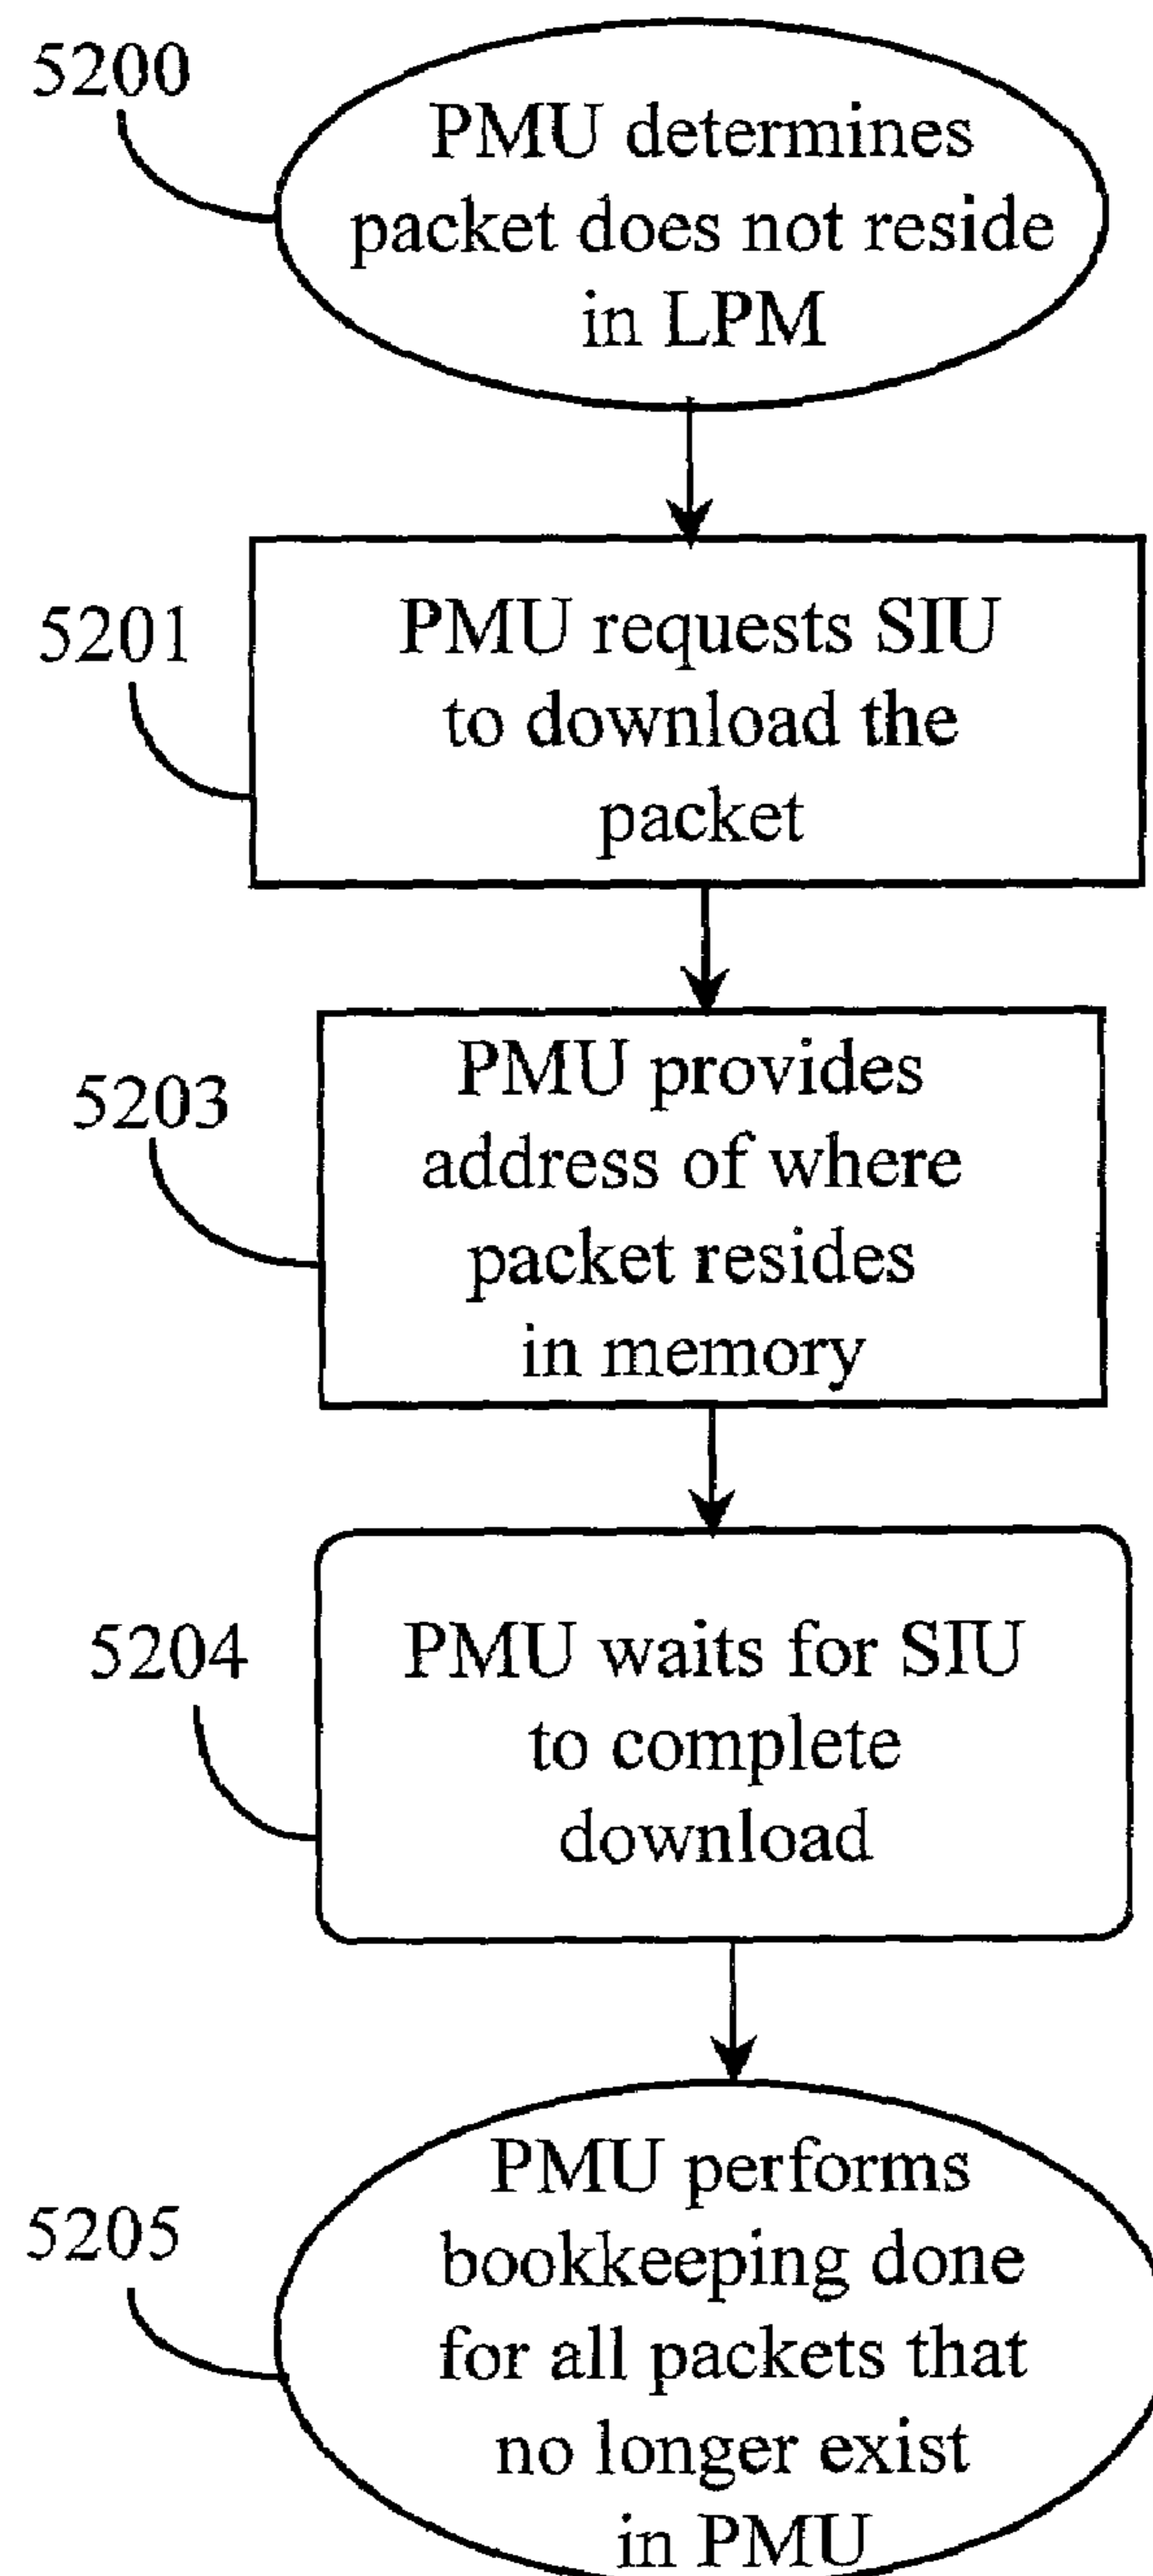 5200
PMU determines
packet does not reside
in LPM
5201
PMU requests SIU
to download the
packet
5203
PMU provides
address of where
packet resides
in memory
5204
PMU waits for SIU
to complete
download
5205
PMU performs
bookkeeping done
for all packets that
no longer exist
in PMU